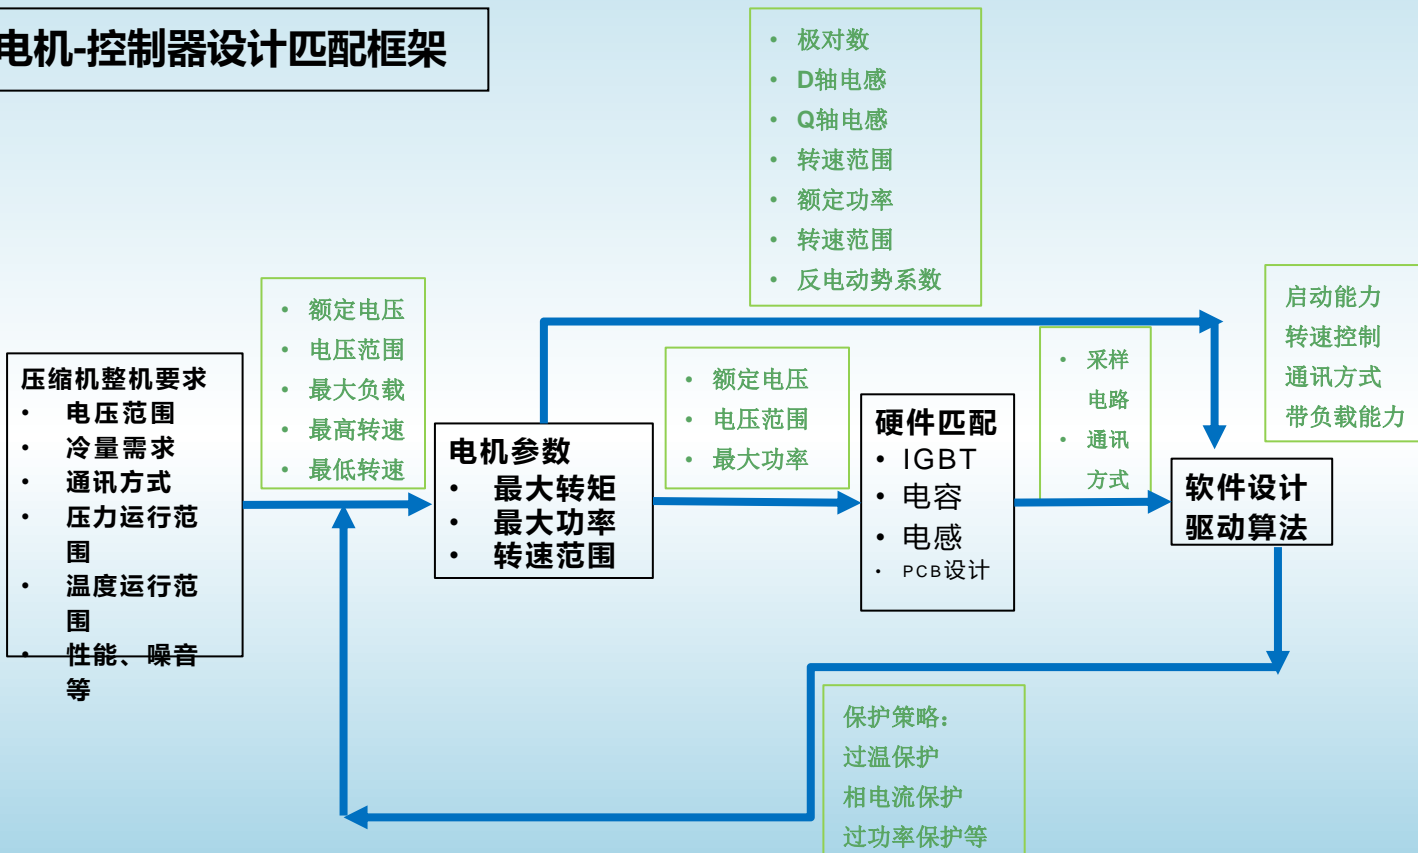 电机-控制器设计匹配框架
• 极对数
• D轴电感
• Q轴电感
• 转速范围
• 额定功率
• 转速范围
• 反电动势系数
压缩机整机要求
• 电压范围
• 冷量需求
• 通讯方式
• 压力运行范
围
• 温度运行范
围
• 性能、噪音
等
• 额定电压
• 电压范围
• 最大负载
• 最高转速
• 最低转速
电机参数
• 最大转矩
• 最大功率
• 转速范围
• 额定电压
• 电压范围
• 最大功率
硬件匹配
• IGBT
• 电容
• 电感
• PCB设计
• 采样
电路
• 通讯
方式
软件设计
驱动算法
启动能力
转速控制
通讯方式
带负载能力
保护策略：
过温保护
相电流保护
过功率保护等